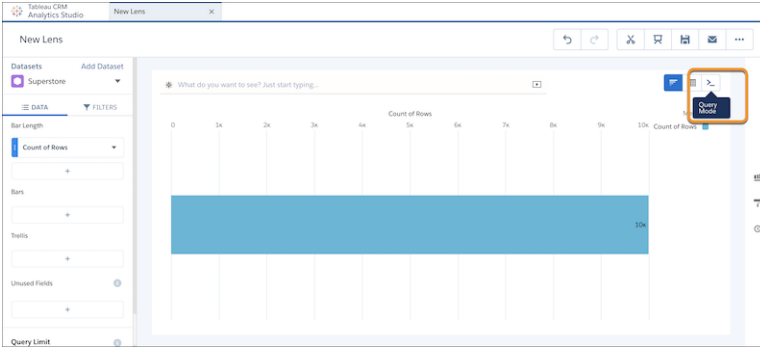 Tableau CRM
Analytics Studio
New Lens
New Lens
Datasets
Add Dataset
Superstore
DATA
FILTERS
Bar Length
Count of Rows
+
Bars
+
Trellis
+
Unused Fields
+
Query Limit
What do you want to see? Just start typing...
Query
Mode
Count of Rows
0 1k 2k 3k 4k 5k 6k 7k 8k 9k 10k
Count of Rows
10k